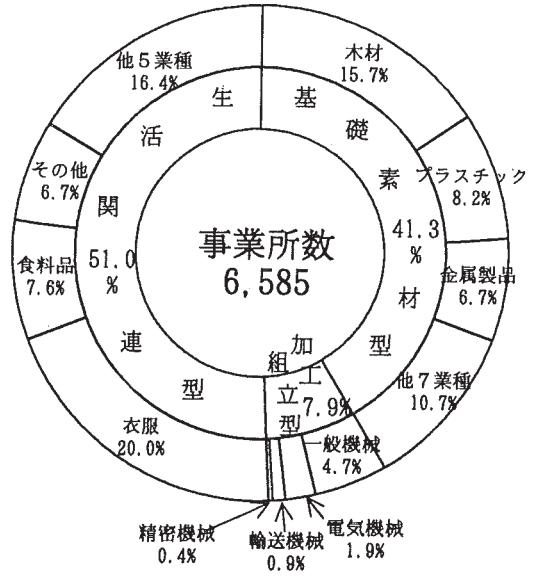 事業所数
6,585
基礎素材型
41.3
%
加工組立型
7.9%
生活関連型
51.0
%
木材
15.7%
プラスチック
8.2%
金属製品
6.7%
他7業種
10.7%
一般機械
4.7%
電気機械
1.9%
輸送機械
0.9%
精密機械
0.4%
衣服
20.0%
食料品
7.6%
その他
6.7%
他5業種
16.4%